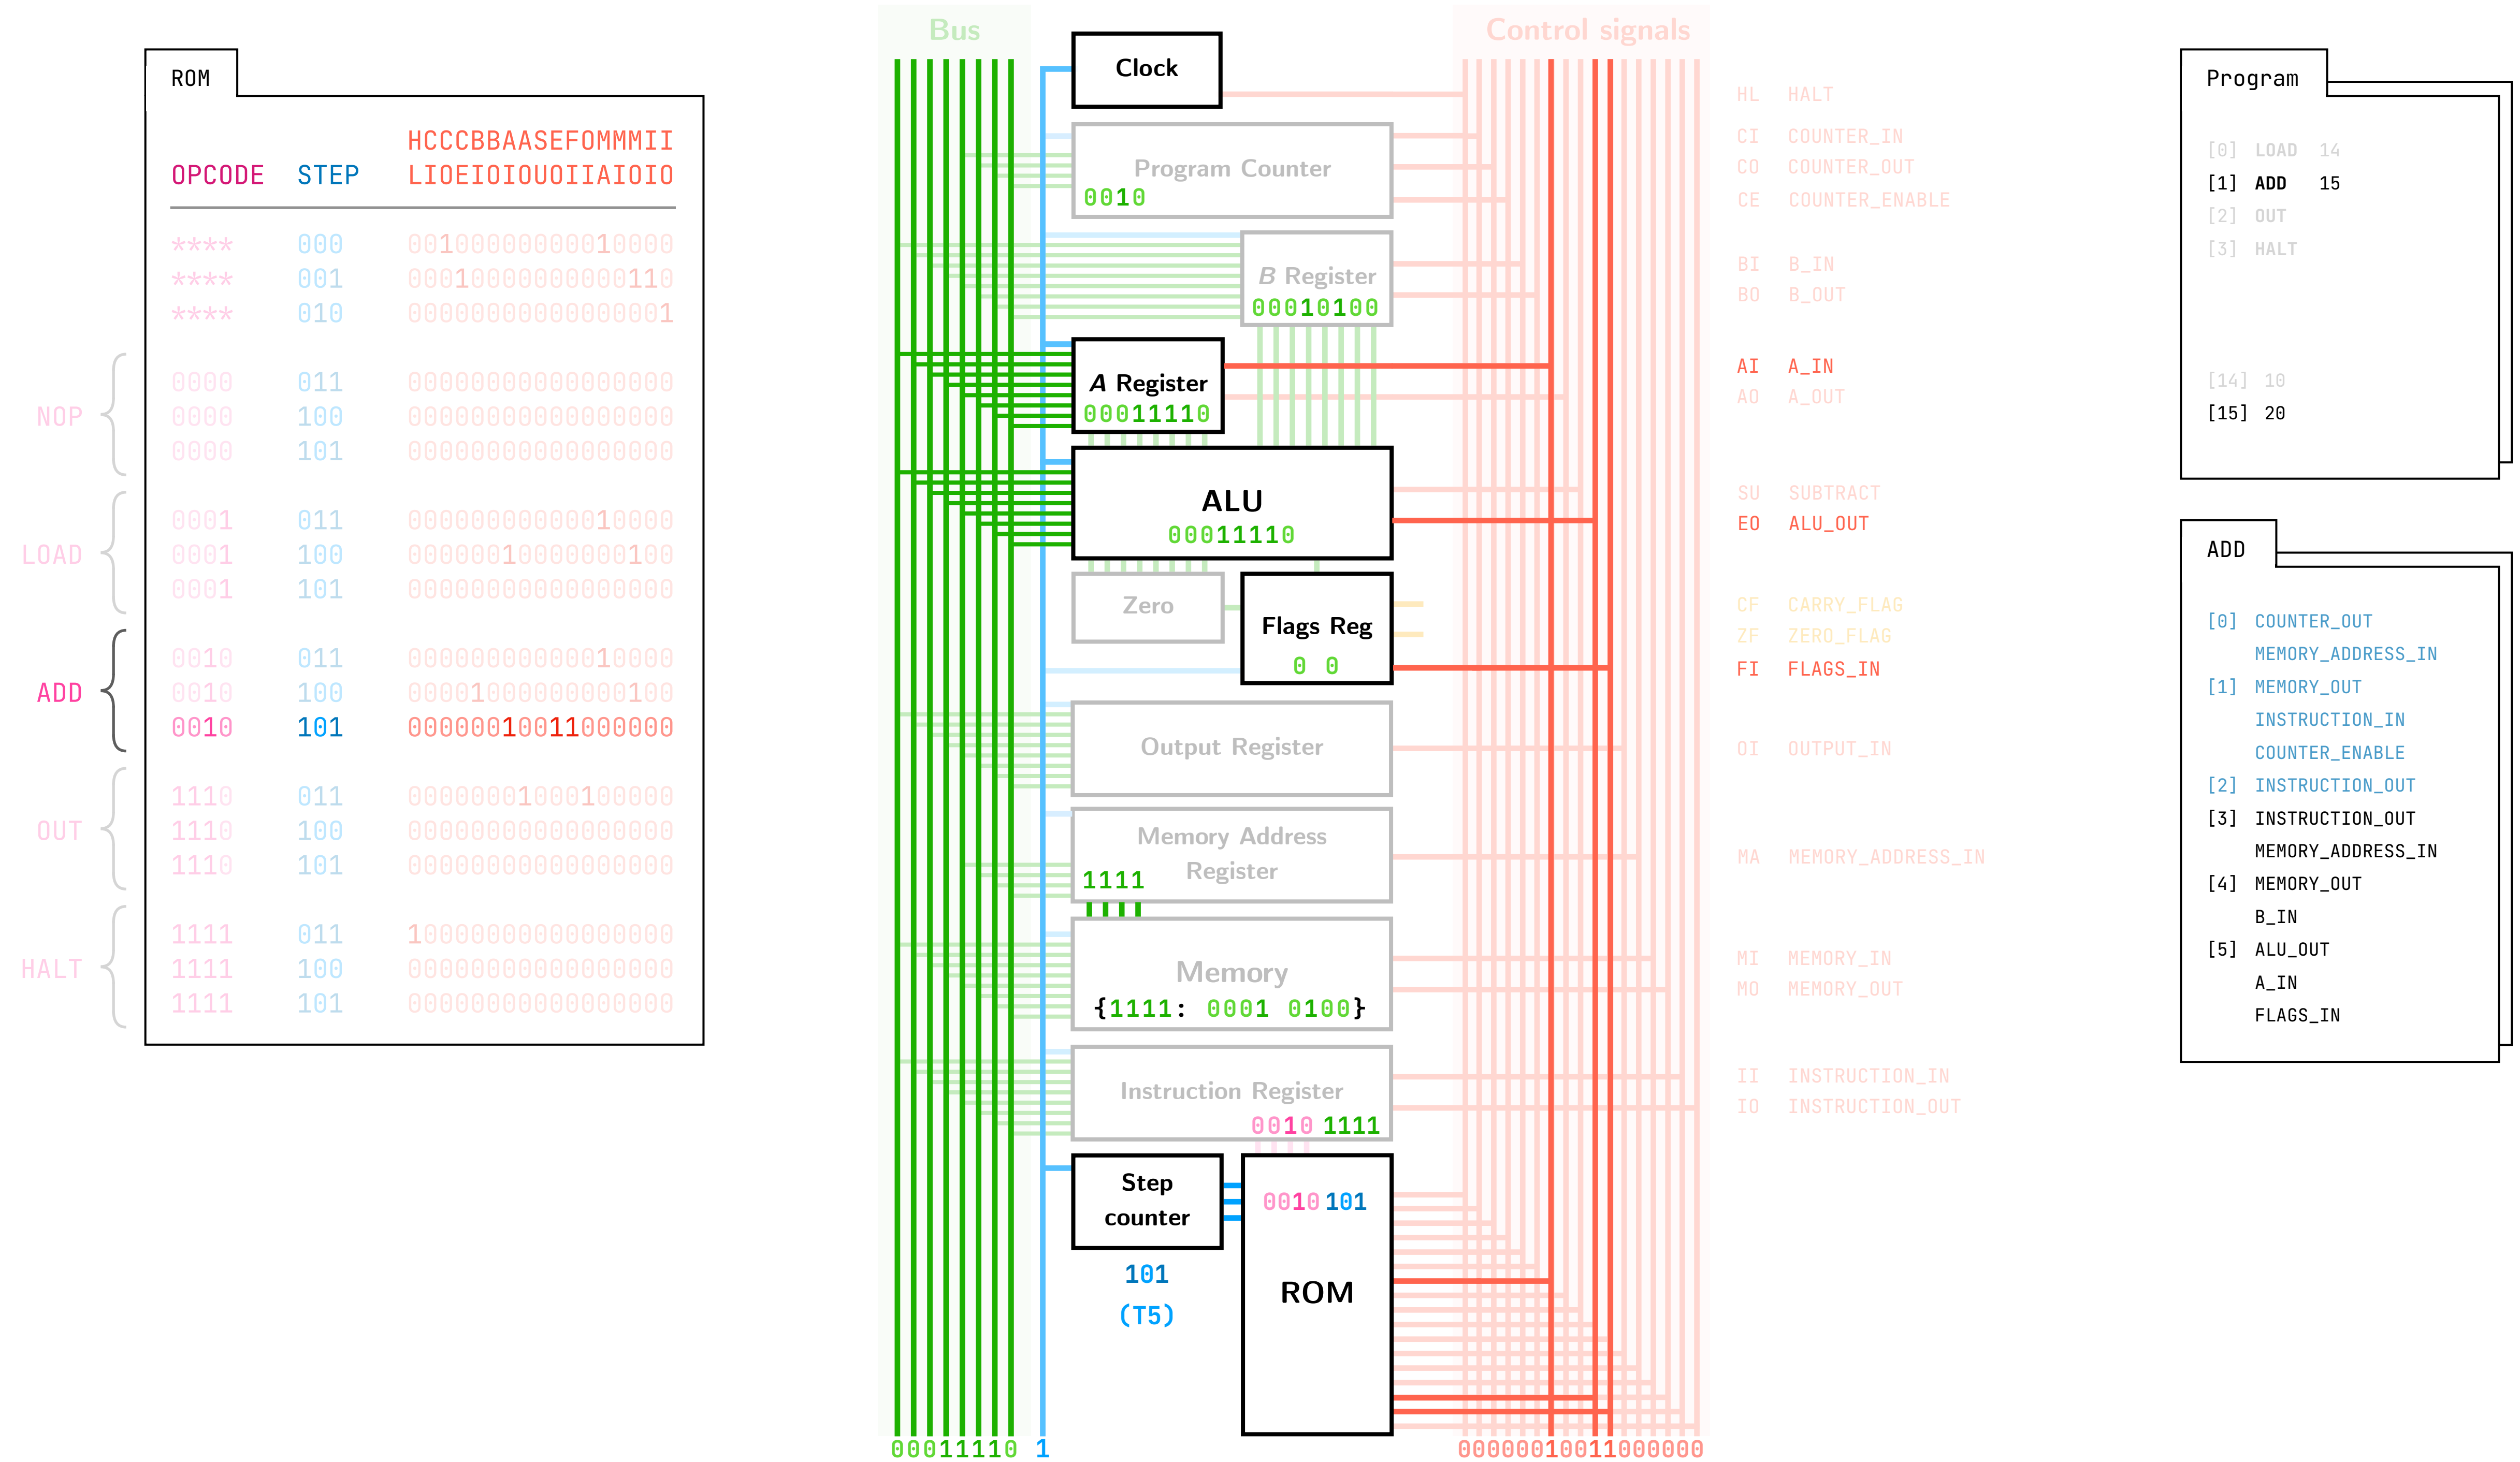 ROM
HCCCBBAASEFOMMMII
OPCODE STEP LIOEIOIOUOIIAIOIO
**** 000 00100000000010000
**** 001 00010000000000110
**** 010 00000000000000001
NOP
0000 011 00000000000000000
0000 100 00000000000000000
0000 101 00000000000000000
LOAD
0001 011 00000000000010000
0001 100 00000010000000100
0001 101 00000000000000000
ADD
0010 011 00000000000010000
0010 100 00001000000000100
0010 101 00000010011000000
OUT
1110 011 00000001000100000
1110 100 00000000000000000
1110 101 00000000000000000
HALT
1111 011 10000000000000000
1111 100 00000000000000000
1111 101 00000000000000000
Bus
Control signals
Clock
Program Counter
0010
B Register
00010100
A Register
00011110
ALU
00011110
Zero
Flags Reg
0 0
Output Register
Memory Address
Register
1111
Memory
{1111: 0001 0100}
Instruction Register
0010 1111
Step
counter
101
(T5)
0010 101
ROM
00011110 1
00000010011000000
HL HALT
CI COUNTER_IN
CO COUNTER_OUT
CE COUNTER_ENABLE
BI B_IN
BO B_OUT
AI A_IN
AO A_OUT
SU SUBTRACT
EO ALU_OUT
CF CARRY_FLAG
ZF ZERO_FLAG
FI FLAGS_IN
OI OUTPUT_IN
MA MEMORY_ADDRESS_IN
MI MEMORY_IN
MO MEMORY_OUT
II INSTRUCTION_IN
IO INSTRUCTION_OUT
Program
[0] LOAD 14
[1] ADD 15
[2] OUT
[3] HALT
[14] 10
[15] 20
ADD
[0] COUNTER_OUT
MEMORY_ADDRESS_IN
[1] MEMORY_OUT
INSTRUCTION_IN
COUNTER_ENABLE
[2] INSTRUCTION_OUT
[3] INSTRUCTION_OUT
MEMORY_ADDRESS_IN
[4] MEMORY_OUT
B_IN
[5] ALU_OUT
A_IN
FLAGS_IN